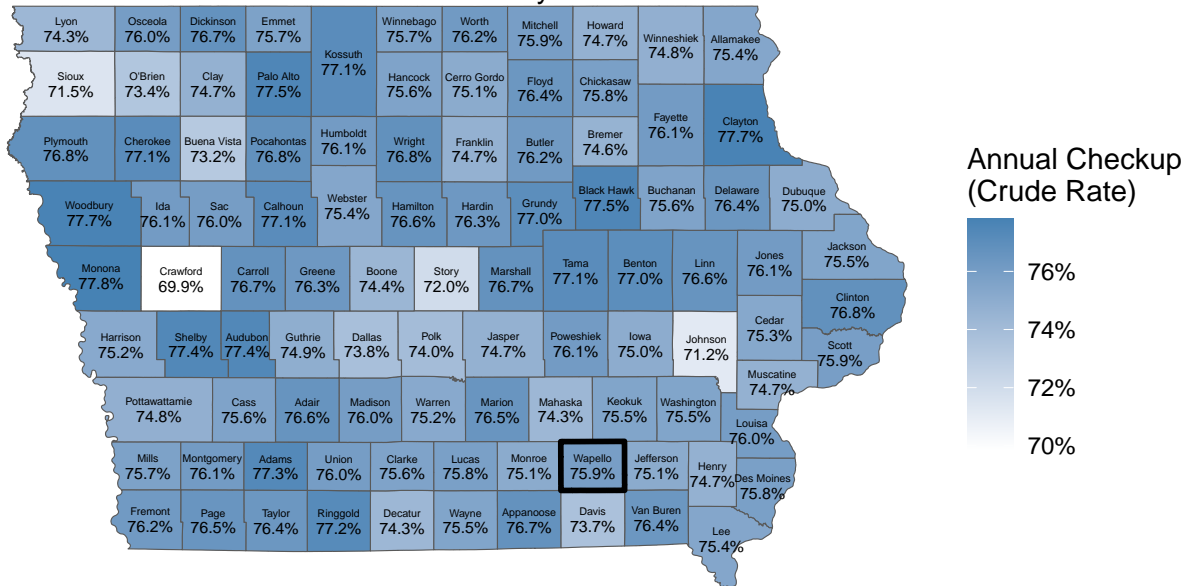 Lyon
74.3%
Osceola
76.0%
Dickinson
76.7%
Emmet
75.7%
Kossuth
77.1%
Winnebago
75.7%
Worth
76.2%
Mitchell
75.9%
Howard
74.7%
Winneshiek
74.8%
Allamakee
75.4%
Sioux
71.5%
O'Brien
73.4%
Clay
74.7%
Palo Alto
77.5%
Hancock
75.6%
Cerro Gordo
75.1%
Floyd
76.4%
Chickasaw
75.8%
Fayette
76.1%
Clayton
77.7%
Plymouth
76.8%
Cherokee
77.1%
Buena Vista
73.2%
Pocahontas
76.8%
Humboldt
76.1%
Wright
76.8%
Franklin
74.7%
Butler
76.2%
Bremer
74.6%
Woodbury
77.7%
Ida
76.1%
Sac
76.0%
Calhoun
77.1%
Webster
75.4%
Hamilton
76.6%
Hardin
76.3%
Grundy
77.0%
Black Hawk
77.5%
Buchanan
75.6%
Delaware
76.4%
Dubuque
75.0%
Monona
77.8%
Crawford
69.9%
Carroll
76.7%
Greene
76.3%
Boone
74.4%
Story
72.0%
Marshall
76.7%
Tama
77.1%
Benton
77.0%
Linn
76.6%
Jones
76.1%
Jackson
75.5%
Clinton
76.8%
Harrison
75.2%
Shelby
77.4%
Audubon
77.4%
Guthrie
74.9%
Dallas
73.8%
Polk
74.0%
Jasper
74.7%
Poweshiek
76.1%
Iowa
75.0%
Johnson
71.2%
Cedar
75.3%
Scott
75.9%
Muscatine
74.7%
Pottawattamie
74.8%
Cass
75.6%
Adair
76.6%
Madison
76.0%
Warren
75.2%
Marion
76.5%
Mahaska
74.3%
Keokuk
75.5%
Washington
75.5%
Louisa
76.0%
Mills
75.7%
Montgomery
76.1%
Adams
77.3%
Union
76.0%
Clarke
75.6%
Lucas
75.8%
Monroe
75.1%
Wapello
75.9%
Jefferson
75.1%
Henry
74.7%
Des Moines
75.8%
Fremont
76.2%
Page
76.5%
Taylor
76.4%
Ringgold
77.2%
Decatur
74.3%
Wayne
75.5%
Appanoose
76.7%
Davis
73.7%
Van Buren
76.4%
Lee
75.4%
Annual Checkup
(Crude Rate)
76%
74%
72%
70%